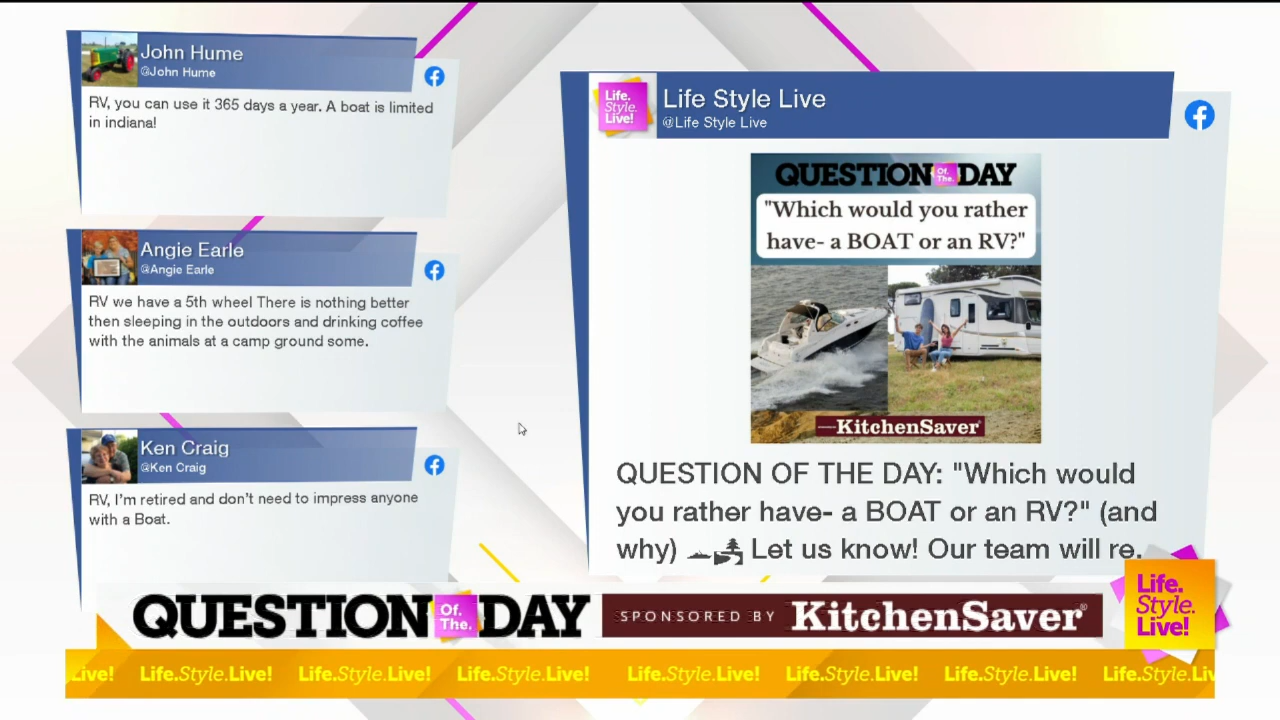 John Hume
@John Hume
RV, you can use it 365 days a year. A boat is limited
in indiana!
Angie Earle
@Angie Earle
RV we have a 5th wheel There is nothing better
then sleeping in the outdoors and drinking coffee
with the animals at a camp ground some.
Ken Craig
@Ken Craig
RV, I'm retired and don't need to impress anyone
with a Boat.
Life.
Style.
Live!
Life Style Live
@Life Style Live
QUESTION Of. The. DAY
"Which would you rather
have- a BOAT or an RV?"
KitchenSaver
QUESTION OF THE DAY: "Which would
you rather have- a BOAT or an RV?" (and
why) Let us know! Our team will re.
QUESTION Of. The. DAY SPONSORED BY KitchenSaver®
Life.
Style.
Live!
Live! Life.Style.Live! Life.Style.Live! Life.Style.Live! Life.Style.Live! Life.Style.Live! Life.Style.Live! Life.Style.Liv